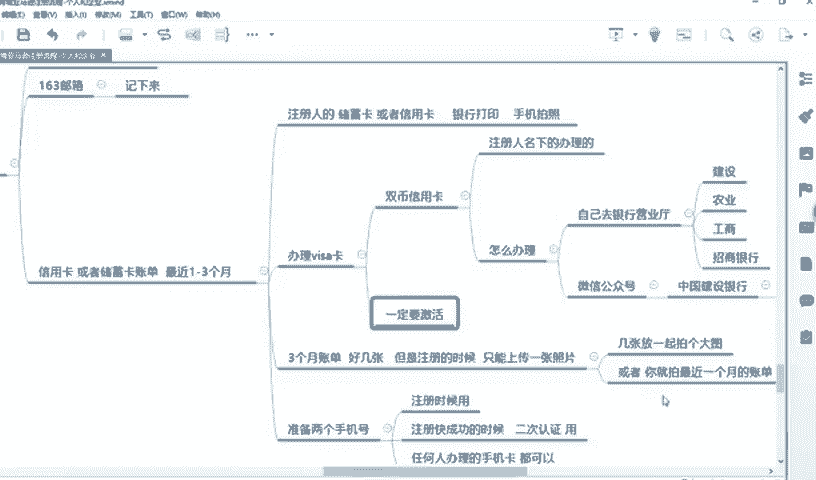 查看(V) 插入(I) 修改(M) 工具(T) 窗口(W) 帮助(H)
163邮箱 记下来
注册人的 储蓄卡 或者信用卡 银行打印 手机拍照
注册人名下的办理的
双币信用卡
建设
农业
自己去银行营业厅
工商
怎么办理
办理visa卡
招商银行
信用卡 或者储蓄卡账单 最近1-3个月
微信公众号 中国建设银行
一定要激活
几张放一起拍个大图
3个月账单 好几张 但是注册的时候 只能上传一张照片
或者 你就拍最近一个月的账单
注册时候用
准备两个手机号
注册快成功的时候 二次认证 用
任何人办理的手机卡 都可以